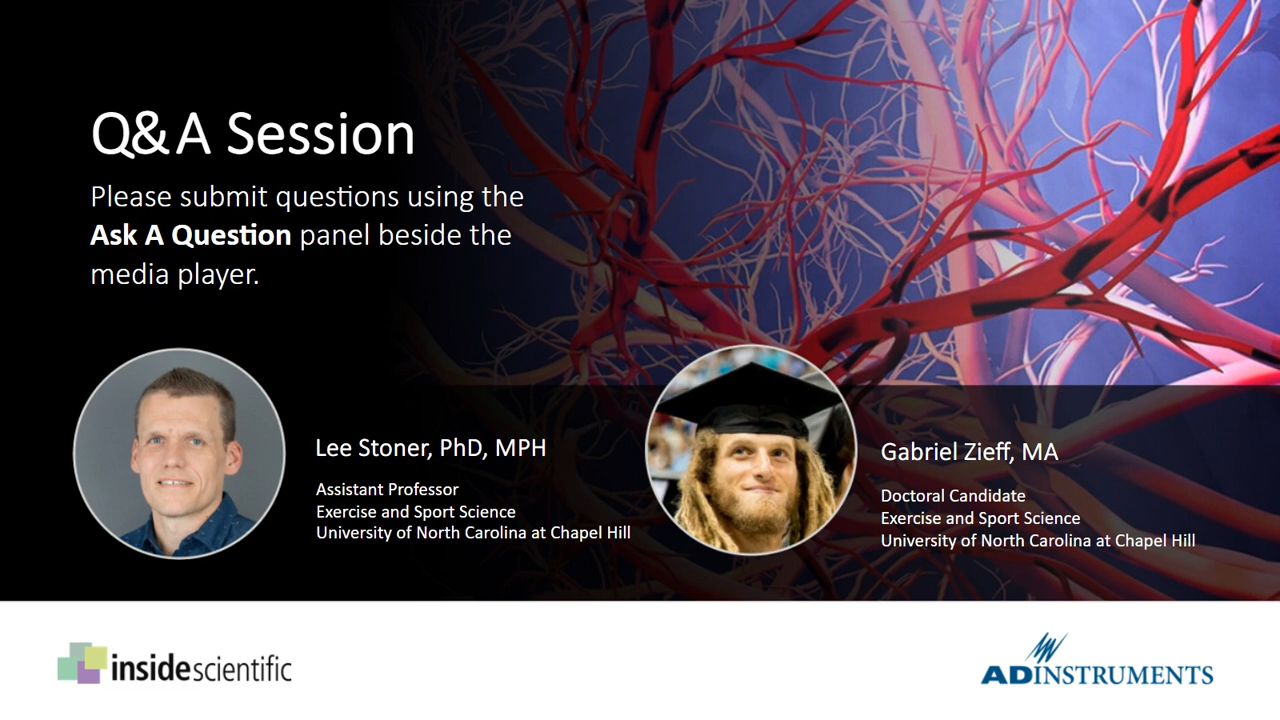 Q&A Session
Please submit questions using the
Ask A Question panel beside the
media player.
Lee Stoner, PhD, MPH
Assistant Professor
Exercise and Sport Science
University of North Carolina at Chapel Hill
Gabriel Zieff, MA
Doctoral Candidate
Exercise and Sport Science
University of North Carolina at Chapel Hill
insidescientific
ADINSTRUMENTS